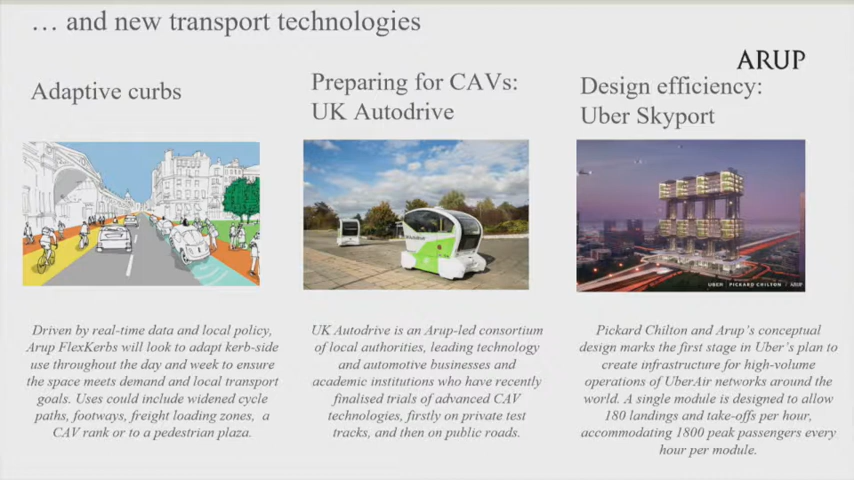 … and new transport technologies
ARUP
Adaptive curbs
Driven by real-time data and local policy,
Arup FlexKerbs will look to adapt kerb-side
use throughout the day and week to ensure
the space meets demand and local transport
goals. Uses could include widened cycle
paths, footways, freight loading zones, a
CAV rank or to a pedestrian plaza.
Preparing for CAVs:
UK Autodrive
UK Autodrive is an Arup-led consortium
of local authorities, leading technology
and automotive businesses and
academic institutions who have recently
finalised trials of advanced CAV
technologies, firstly on private test
tracks, and then on public roads.
Design efficiency:
Uber Skyport
UBER | PICKARD CHILTON | ARUP
Pickard Chilton and Arup's conceptual
design marks the first stage in Uber's plan to
create infrastructure for high-volume
operations of UberAir networks around the
world. A single module is designed to allow
180 landings and take-offs per hour,
accommodating 1800 peak passengers every
hour per module.